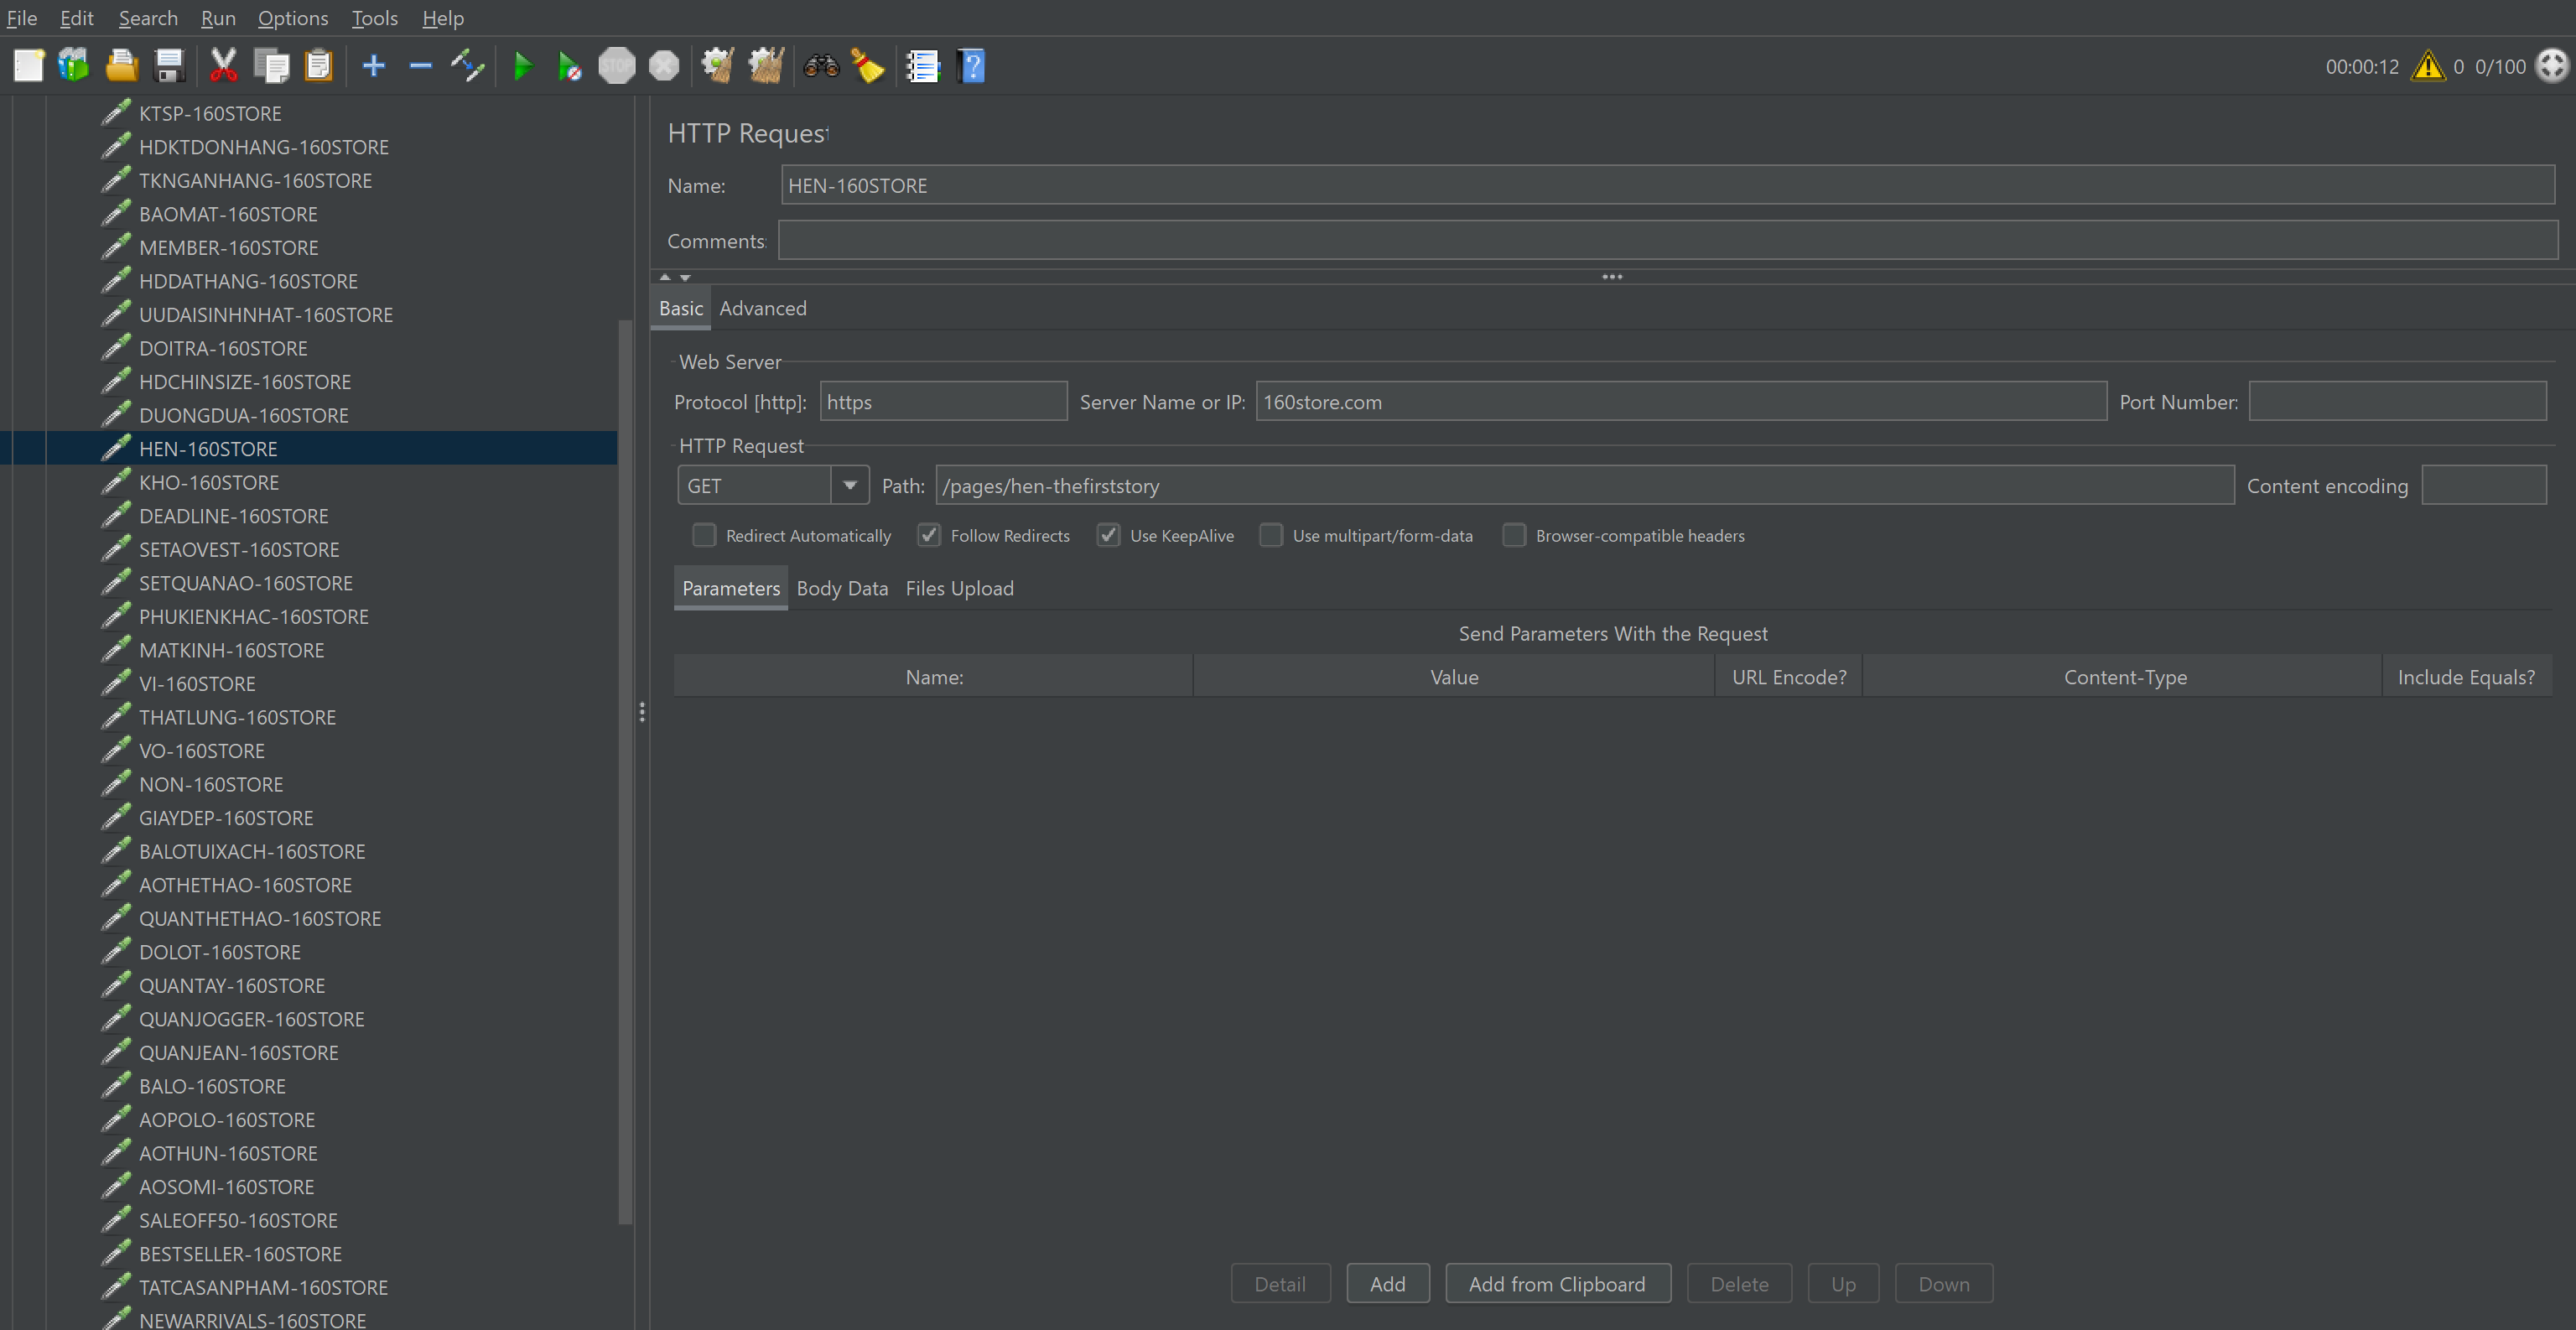 File Edit Search Run Options Tools Help
STOP
00:00:12 0 0/100
KTSP-160STORE
HDKTDONHANG-160STORE
TKNGANHANG-160STORE
BAOMAT-160STORE
MEMBER-160STORE
HDDATHANG-160STORE
UUDAISINHNHAT-160STORE
DOITRA-160STORE
HDCHINSIZE-160STORE
DUONGDUA-160STORE
HEN-160STORE
KHO-160STORE
DEADLINE-160STORE
SETAOVEST-160STORE
SETQUANAO-160STORE
PHUKIENKHAC-160STORE
MATKINH-160STORE
VI-160STORE
THATLUNG-160STORE
VO-160STORE
NON-160STORE
GIAYDEP-160STORE
BALOTUIXACH-160STORE
AOTHETHAO-160STORE
QUANTHETHAO-160STORE
DOLOT-160STORE
QUANTAY-160STORE
QUANJOGGER-160STORE
QUANJEAN-160STORE
BALO-160STORE
AOPOLO-160STORE
AOTHUN-160STORE
AOSOMI-160STORE
SALEOFF50-160STORE
BESTSELLER-160STORE
TATCASANPHAM-160STORE
NEWARRIVALS-160STORE
HTTP Request
Name: HEN-160STORE
Comments:
Basic Advanced
Web Server
Protocol [http]: https Server Name or IP: 160store.com Port Number:
HTTP Request
GET Path: /pages/hen-thefirststory Content encoding
Redirect Automatically Follow Redirects Use KeepAlive Use multipart/form-data Browser-compatible headers
Parameters Body Data Files Upload
Send Parameters With the Request
Name: Value URL Encode? Content-Type Include Equals?
Detail Add Add from Clipboard Delete Up Down